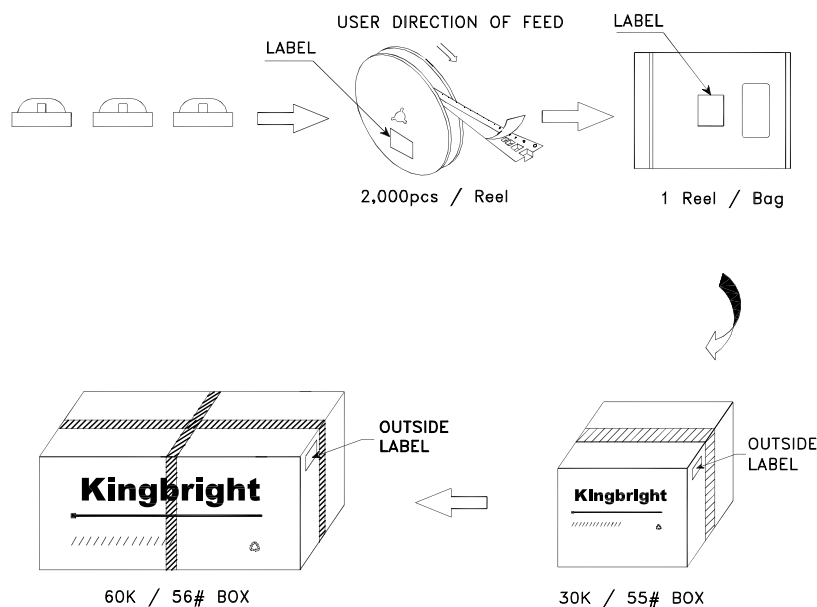 USER DIRECTION OF FEED
LABEL
LABEL
2,000pcs / Reel
1 Reel / Bag
OUTSIDE
LABEL
Kingbright
60K / 56# BOX
OUTSIDE
LABEL
Kingbright
30K / 55# BOX